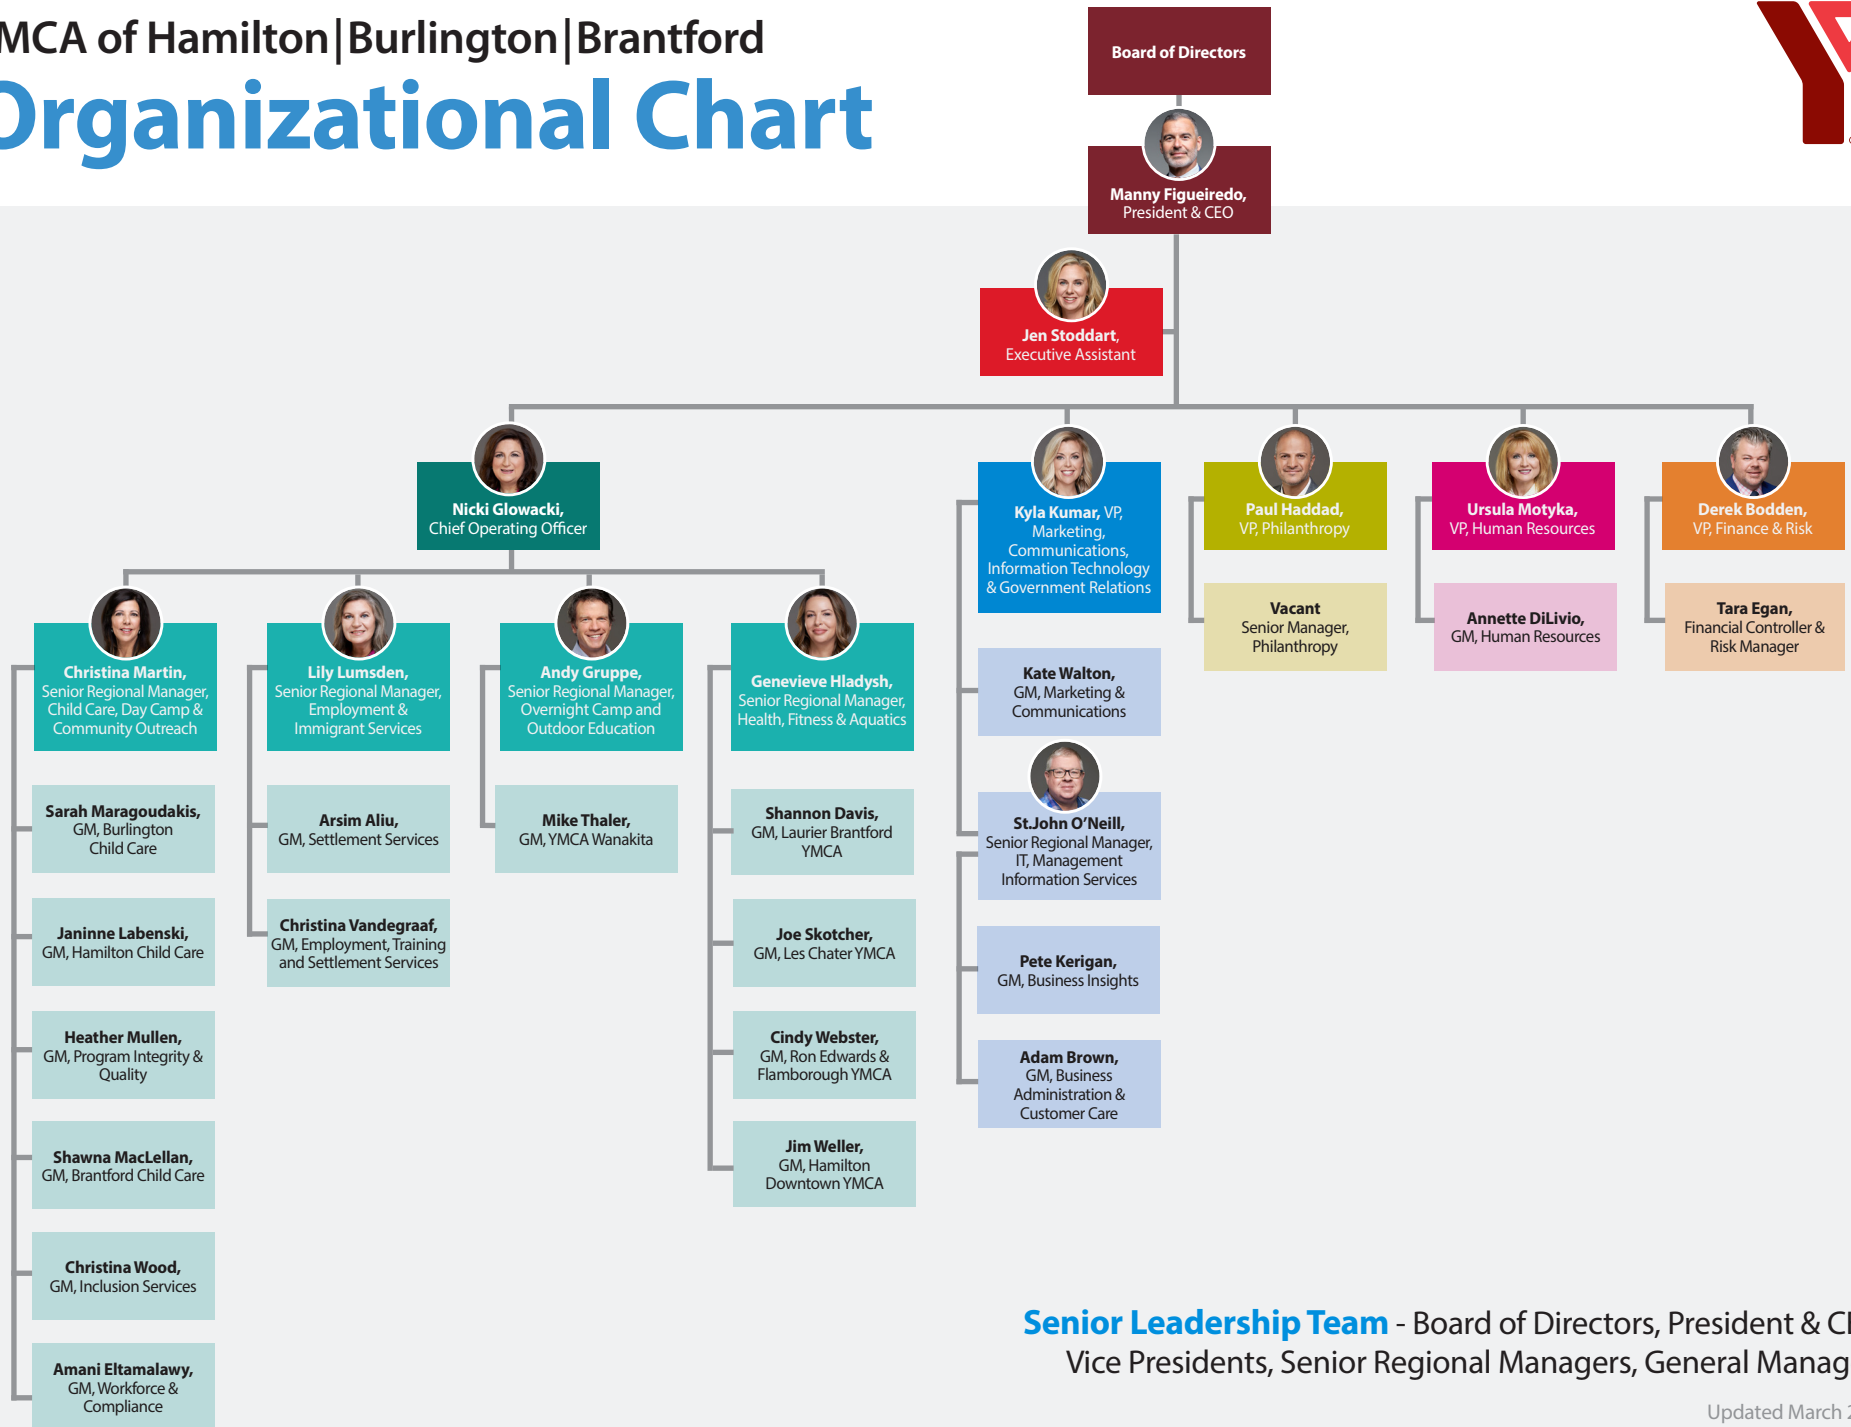 MCA of Hamilton|Burlington|Brantford
Organizational Chart
Board of Directors
Manny Figueiredo,
President & CEO
Jen Stoddart,
Executive Assistant
Nicki Glowacki,
Chief Operating Officer
Kyla Kumar, VP,
Marketing,
Communications,
Information Technology
& Government Relations
Paul Haddad,
VP, Philanthropy
Ursula Motyka,
VP, Human Resources
Derek Bodden,
VP, Finance & Risk
Christina Martin,
Senior Regional Manager,
Child Care, Day Camp &
Community Outreach
Lily Lumsden,
Senior Regional Manager,
Employment &
Immigrant Services
Andy Gruppe,
Senior Regional Manager,
Overnight Camp and
Outdoor Education
Genevieve Hladysh,
Senior Regional Manager,
Health, Fitness & Aquatics
Sarah Maragoudakis,
GM, Burlington
Child Care
Janinne Labenski,
GM, Hamilton Child Care
Heather Mullen,
GM, Program Integrity &
Quality
Shawna MacLellan,
GM, Brantford Child Care
Christina Wood,
GM, Inclusion Services
Amani Eltamalawy,
GM, Workforce &
Compliance
Arsim Aliu,
GM, Settlement Services
Christina Vandegraaf,
GM, Employment, Training
and Settlement Services
Mike Thaler,
GM, YMCA Wanakita
Shannon Davis,
GM, Laurier Brantford
YMCA
Joe Skotcher,
GM, Les Chater YMCA
Cindy Webster,
GM, Ron Edwards &
Flamborough YMCA
Jim Weller,
GM, Hamilton
Downtown YMCA
Kate Walton,
GM, Marketing &
Communications
St.John O’Neill,
Senior Regional Manager,
IT, Management
Information Services
Pete Kerigan,
GM, Business Insights
Adam Brown,
GM, Business
Administration &
Customer Care
Vacant
Senior Manager,
Philanthropy
Annette DiLivio,
GM, Human Resources
Tara Egan,
Financial Controller &
Risk Manager
Senior Leadership Team - Board of Directors, President &
Vice Presidents, Senior Regional Managers, General Manag
Updated March